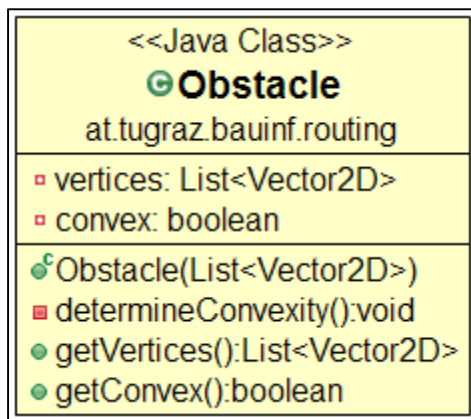 <<Java Class>>
Obstacle
at.tugraz.bauinf.routing
vertices: List<Vector2D>
convex: boolean
Obstacle(List<Vector2D>)
determineConvexity():void
getVertices():List<Vector2D>
getConvex():boolean